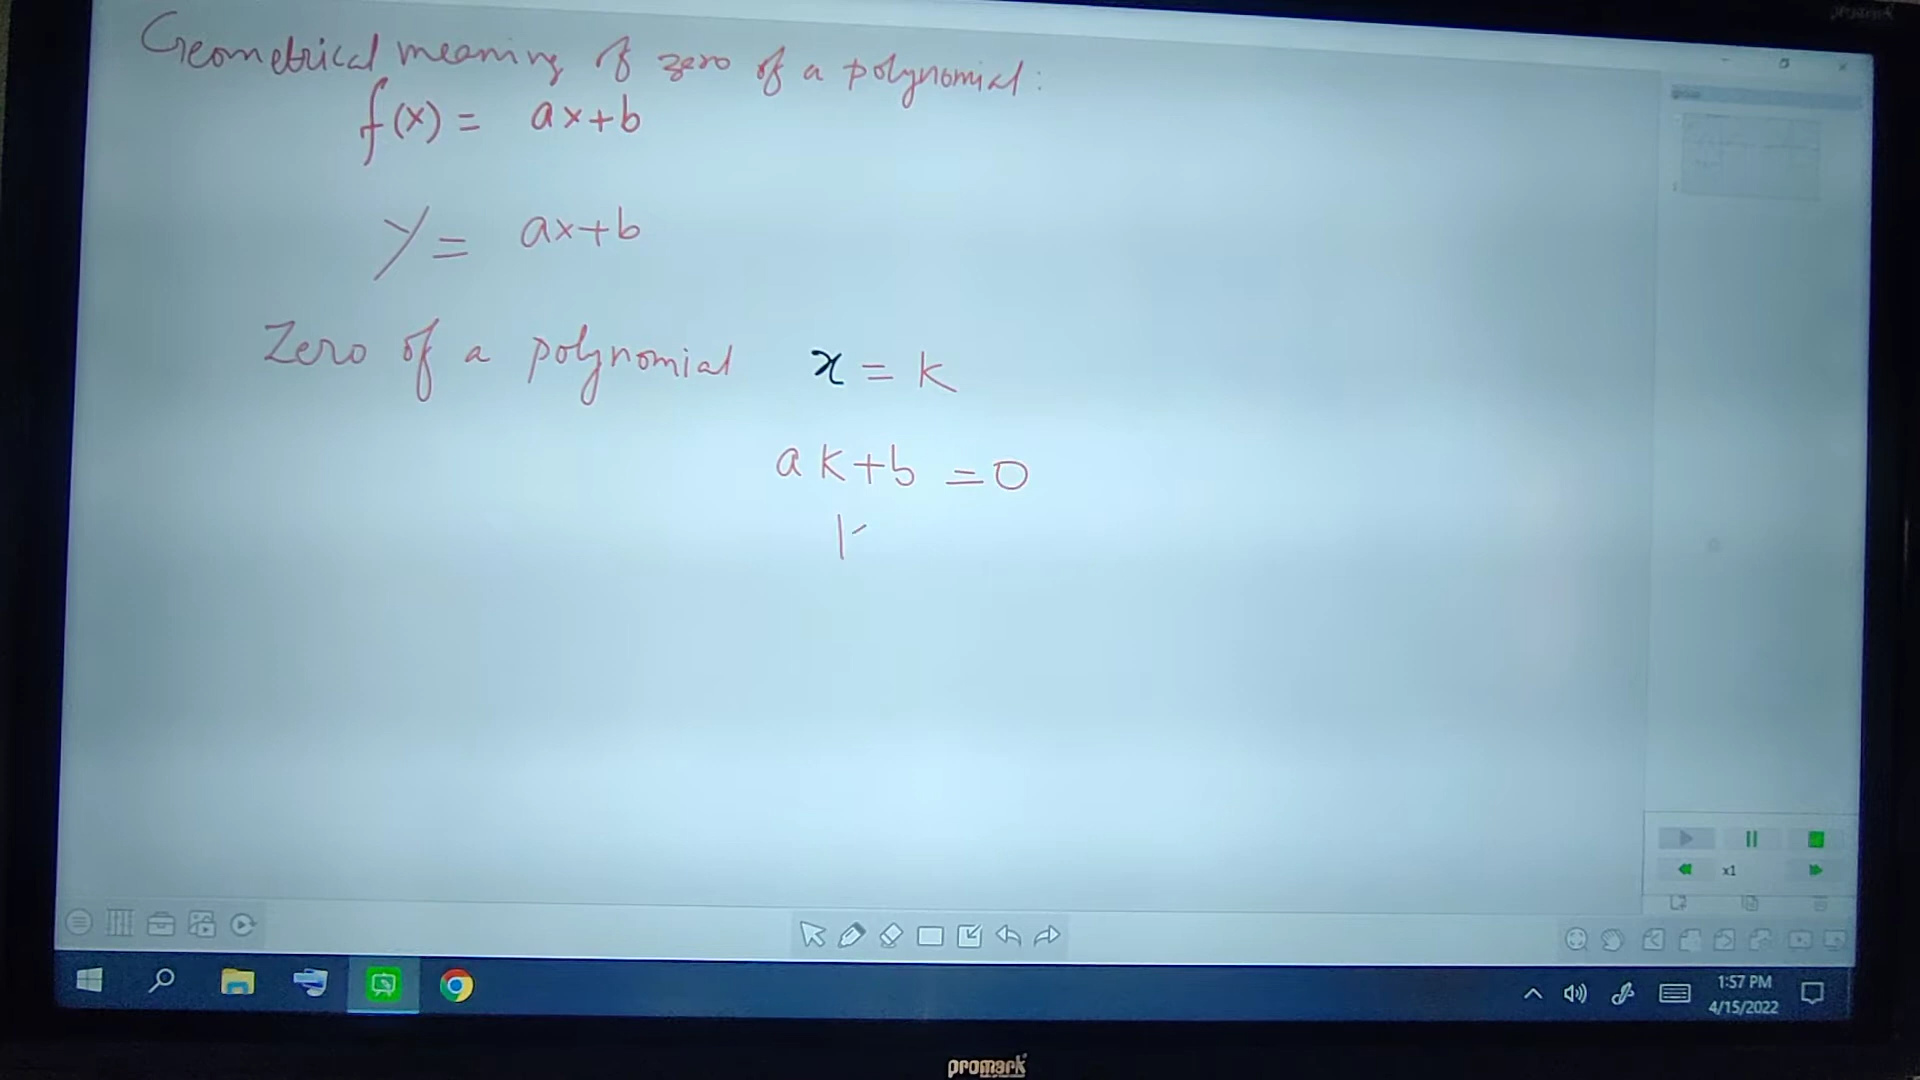 Geometrical meaning of zero of a polynomial:
f(x) = ax+b
y = ax+b
Zero of a polynomial x = k
ak+b =0
k
x1
1:57 PM
4/15/2022
promark